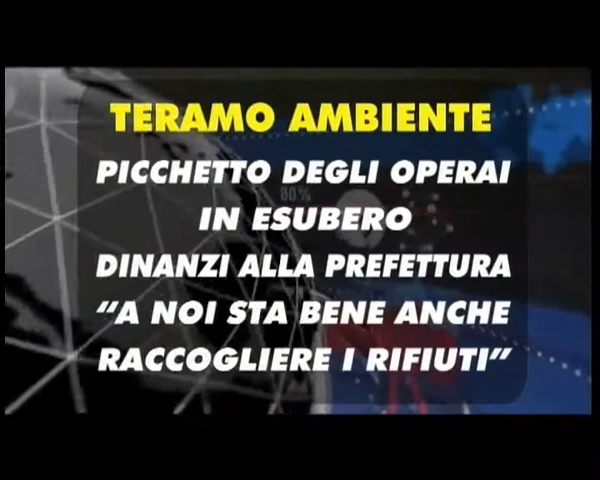 TERAMO AMBIENTE
PICCHETTO DEGLI OPERAI
IN ESUBERO
DINANZI ALLA PREFETTURA
“A NOI STA BENE ANCHE
RACCOGLIERE I RIFIUTI”